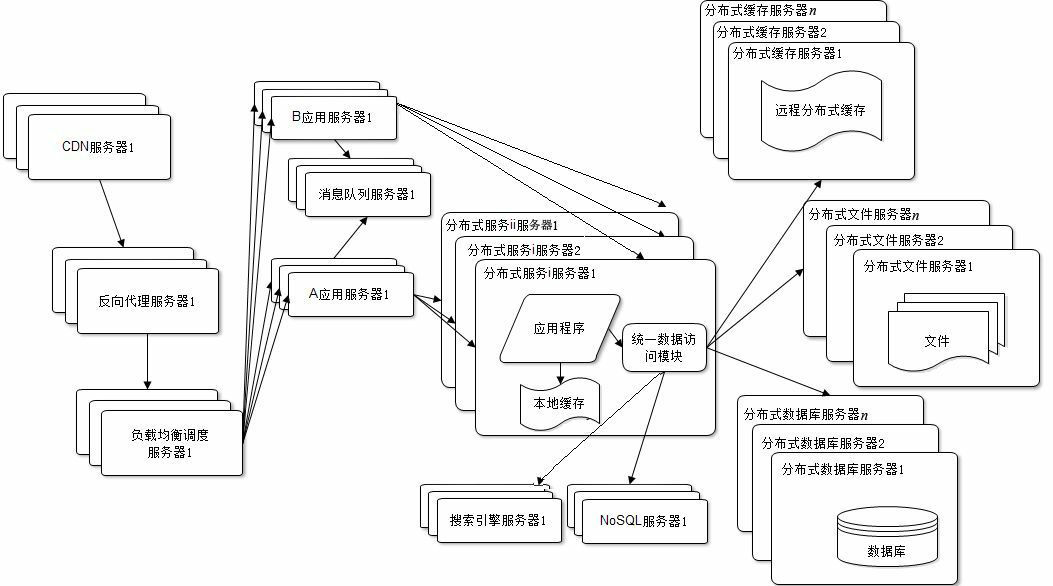 分布式缓存服务器n
分布式缓存服务器2
分布式缓存服务器1
远程分布式缓存
CDN服务器1
B应用服务器1
消息队列服务器1
反向代理服务器1
A应用服务器1
负载均衡调度
服务器1
分布式服务ii服务器1
分布式服务i服务器2
分布式服务i服务器1
应用程序
统一数据访
问模块
本地缓存
分布式文件服务器n
分布式文件服务器2
分布式文件服务器1
文件
分布式数据库服务器n
分布式数据库服务器2
分布式数据库服务器1
数据库
搜索引擎服务器1
NoSQL服务器1